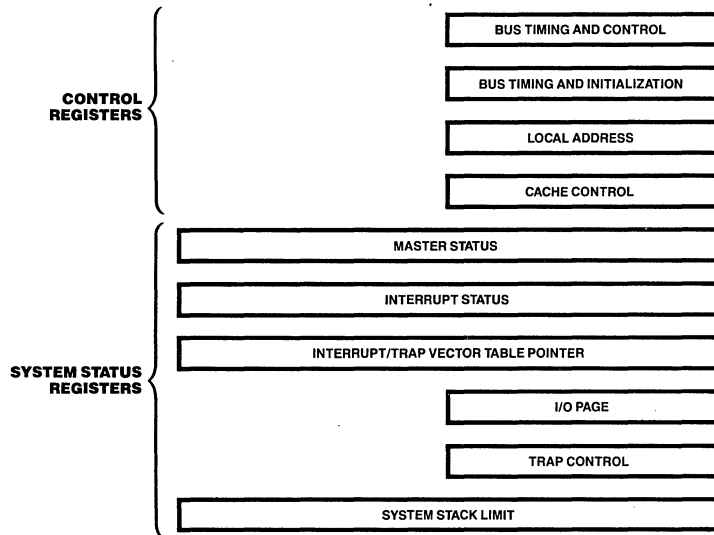 CONTROL
REGISTERS
BUS TIMING AND CONTROL
BUS TIMING AND INITIALIZATION
LOCAL ADDRESS
CACHE CONTROL
SYSTEM STATUS
REGISTERS
MASTER STATUS
INTERRUPT STATUS
INTERRUPT/TRAP VECTOR TABLE POINTER
I/O PAGE
TRAP CONTROL
SYSTEM STACK LIMIT